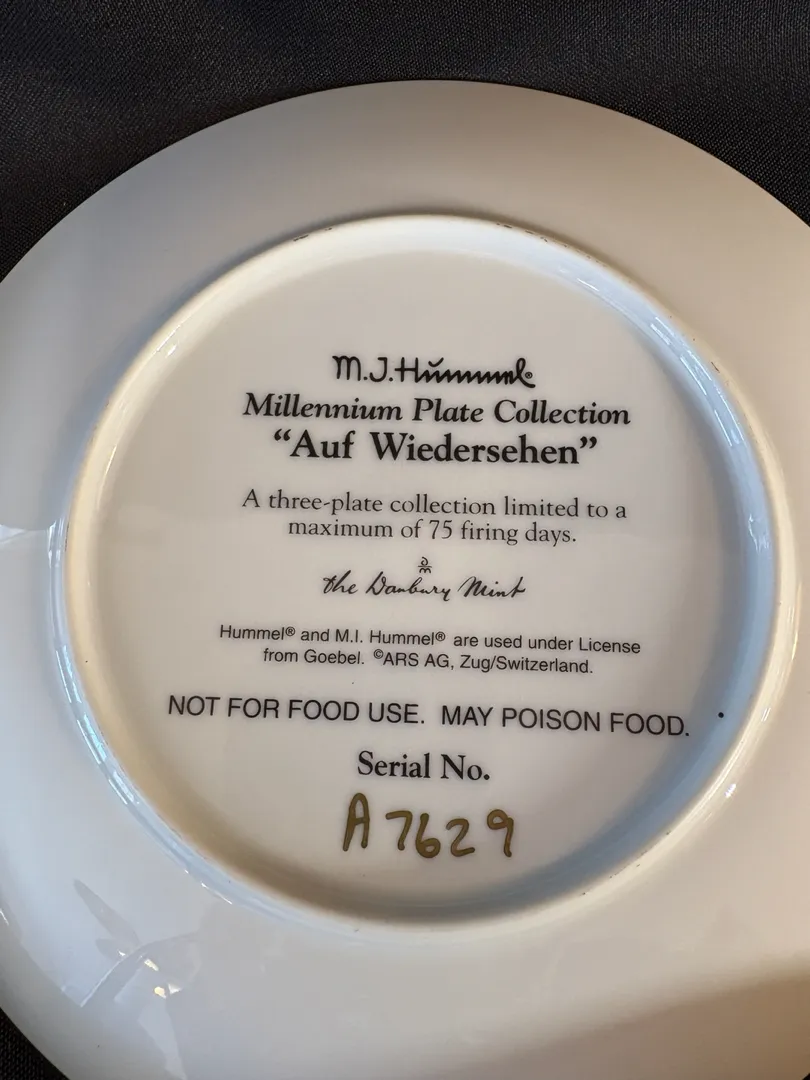 M.J.Hummel®
Millennium Plate Collection
“Auf Wiedersehen”
A three-plate collection limited to a
maximum of 75 firing days.
DM
the Danbury Mint
Hummel® and M.I. Hummel® are used under License
from Goebel. ©ARS AG, Zug/Switzerland.
NOT FOR FOOD USE. MAY POISON FOOD.
Serial No.
A7629